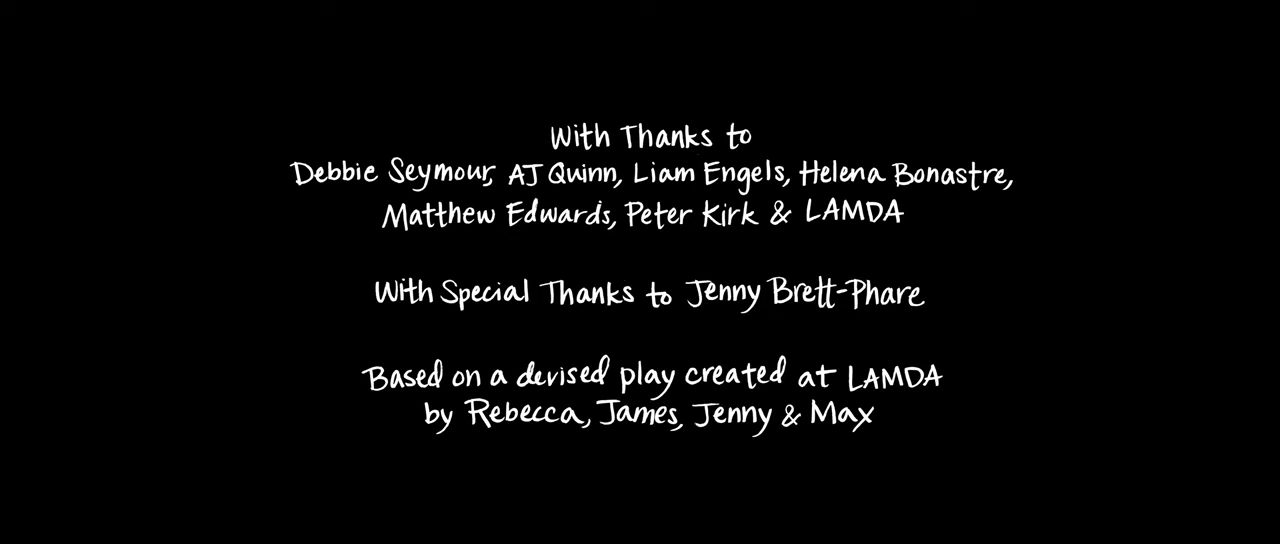 With Thanks to
Debbie Seymour, AJ Quinn, Liam Engels, Helena Bonastre,
Matthew Edwards, Peter Kirk & LAMDA
With Special Thanks to Jenny Brett-Phare
Based on a devised play created at LAMDA
by Rebecca, James, Jenny & Max